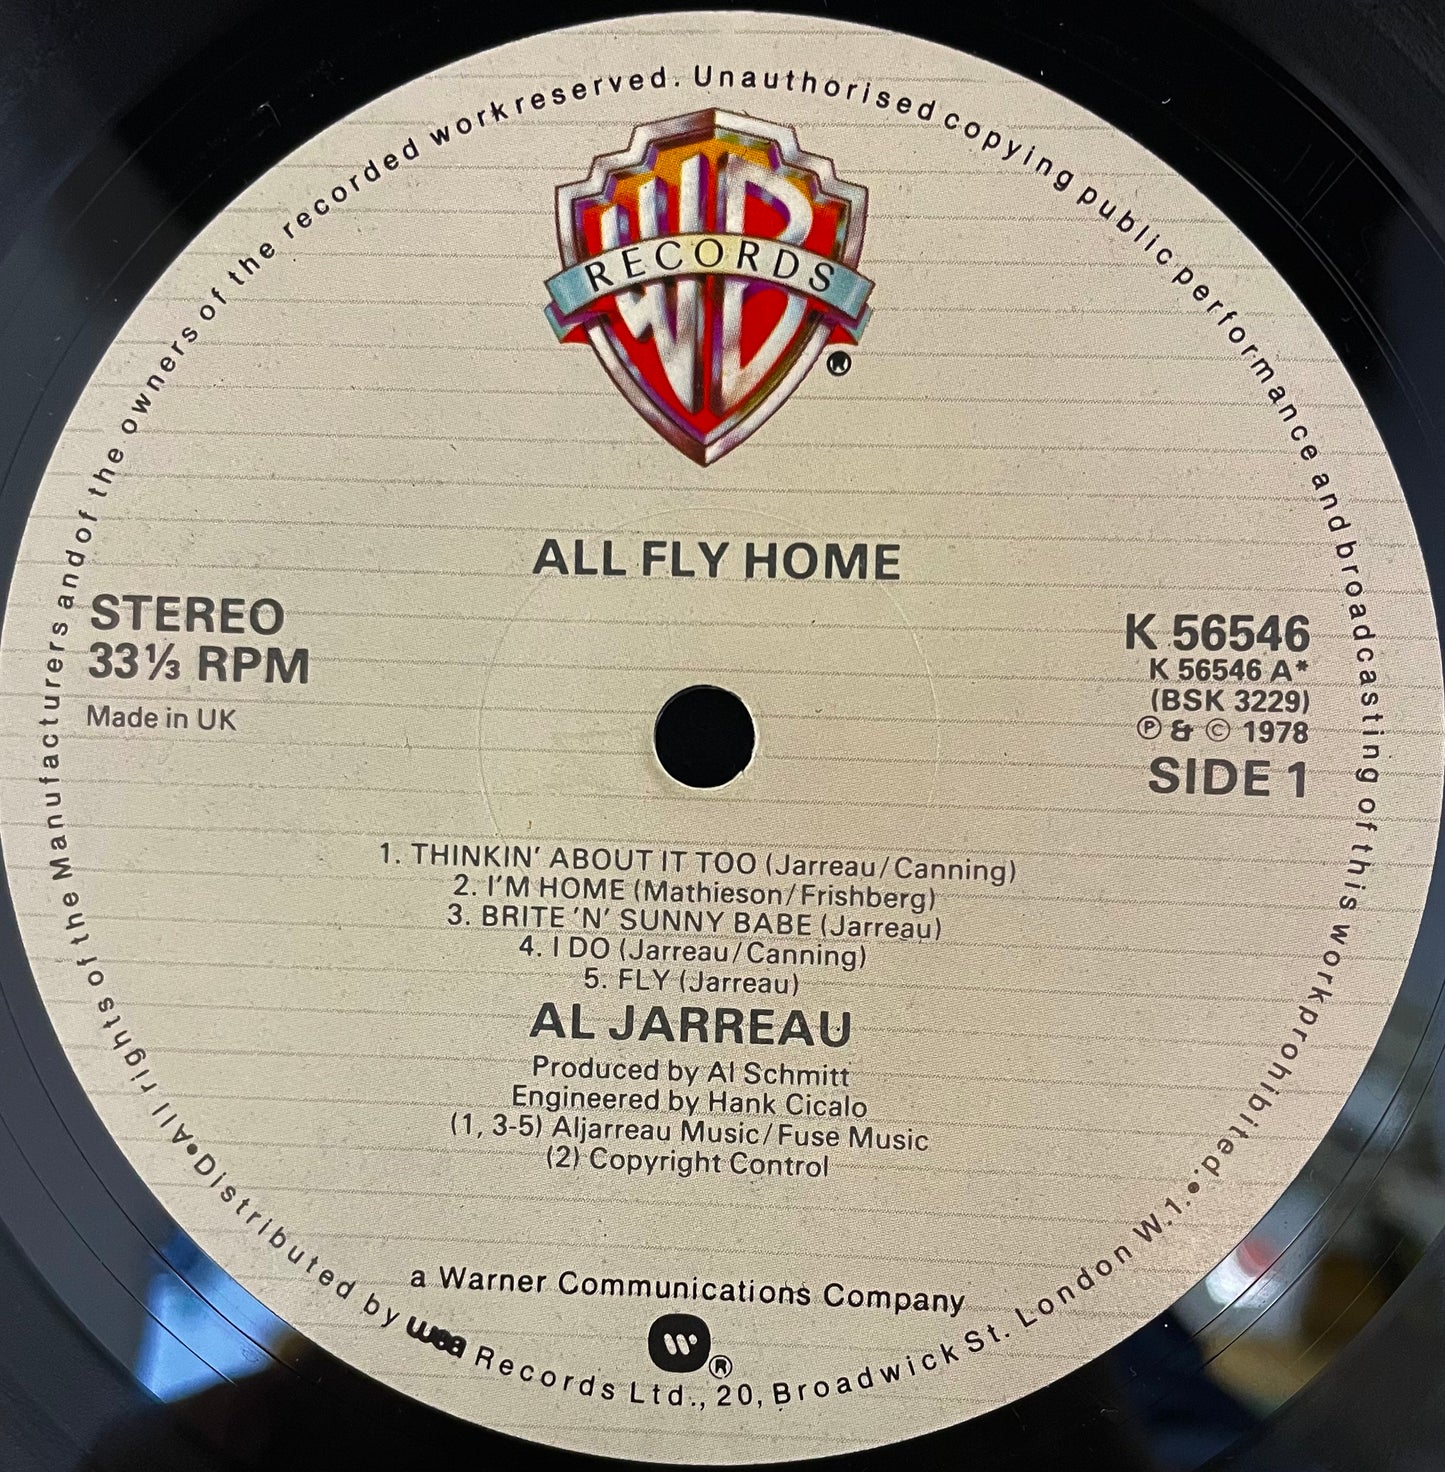 All rights of the Manufacturers and of the owners of the recorded work reserved. Unauthorised copying public performance and broadcasting of this work prohibited.
WB
RECORDS
®
ALL FLY HOME
STEREO
33⅓ RPM
Made in UK
K 56546
K 56546 A*
(BSK 3229)
Ⓟ & © 1978
SIDE 1
1. THINKIN' ABOUT IT TOO (Jarreau/Canning)
2. I'M HOME (Mathieson/Frishberg)
3. BRITE 'N' SUNNY BABE (Jarreau)
4. I DO (Jarreau/Canning)
5. FLY (Jarreau)
AL JARREAU
Produced by Al Schmitt
Engineered by Hank Cicalo
(1, 3-5) Aljarreau Music/Fuse Music
(2) Copyright Control
a Warner Communications Company
®
•Distributed by wea Records Ltd., 20, Broadwick St. London W.1.•